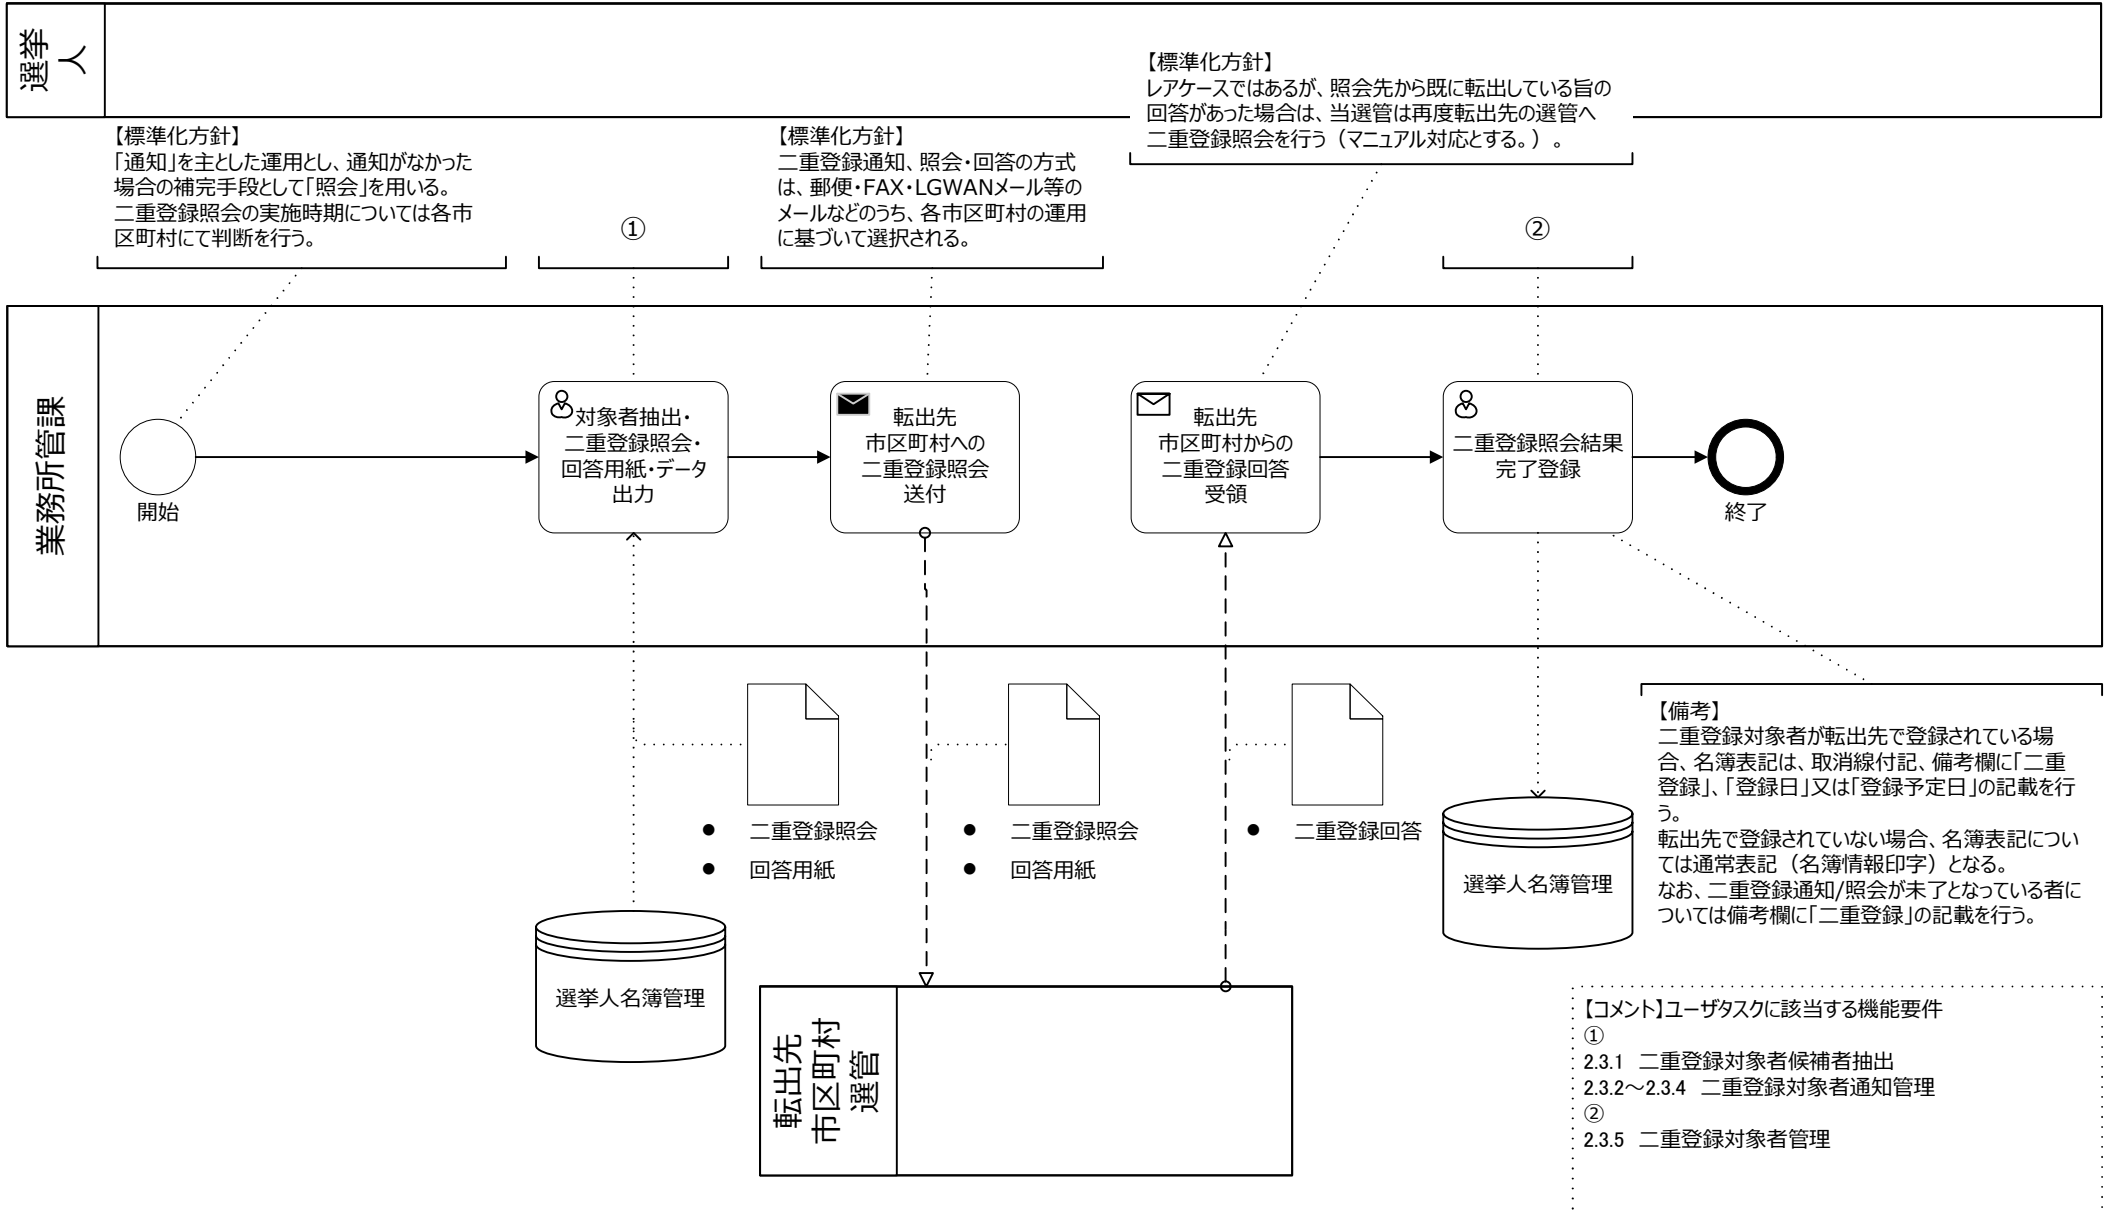 選挙
人
【標準化方針】
「通知」を主とした運用とし、通知がなかった
場合の補完手段として「照会」を用いる。
二重登録照会の実施時期については各市
区町村にて判断を行う。
①
【標準化方針】
二重登録通知、照会・回答の方式
は、郵便・FAX・LGWANメール等の
メールなどのうち、各市区町村の運用
に基づいて選択される。
【標準化方針】
レアケースではあるが、照会先から既に転出している旨の
回答があった場合は、当選管は再度転出先の選管へ
二重登録照会を行う（マニュアル対応とする。）。
②
業務所管課
開始
対象者抽出・
二重登録照会・
回答用紙・データ
出力
転出先
市区町村への
二重登録照会
送付
転出先
市区町村からの
二重登録回答
受領
二重登録照会結果
完了登録
終了
● 二重登録照会
● 回答用紙
● 二重登録照会
● 回答用紙
● 二重登録回答
選挙人名簿管理
選挙人名簿管理
【備考】
二重登録対象者が転出先で登録されている場
合、名簿表記は、取消線付記、備考欄に「二重
登録」、「登録日」又は「登録予定日」の記載を行
う。
転出先で登録されていない場合、名簿表記につい
ては通常表記（名簿情報印字）となる。
なお、二重登録通知/照会が未了となっている者に
ついては備考欄に「二重登録」の記載を行う。
転出先
市区町村
選管
【コメント】ユーザタスクに該当する機能要件
①
2.3.1 二重登録対象者候補者抽出
2.3.2～2.3.4 二重登録対象者通知管理
②
2.3.5 二重登録対象者管理